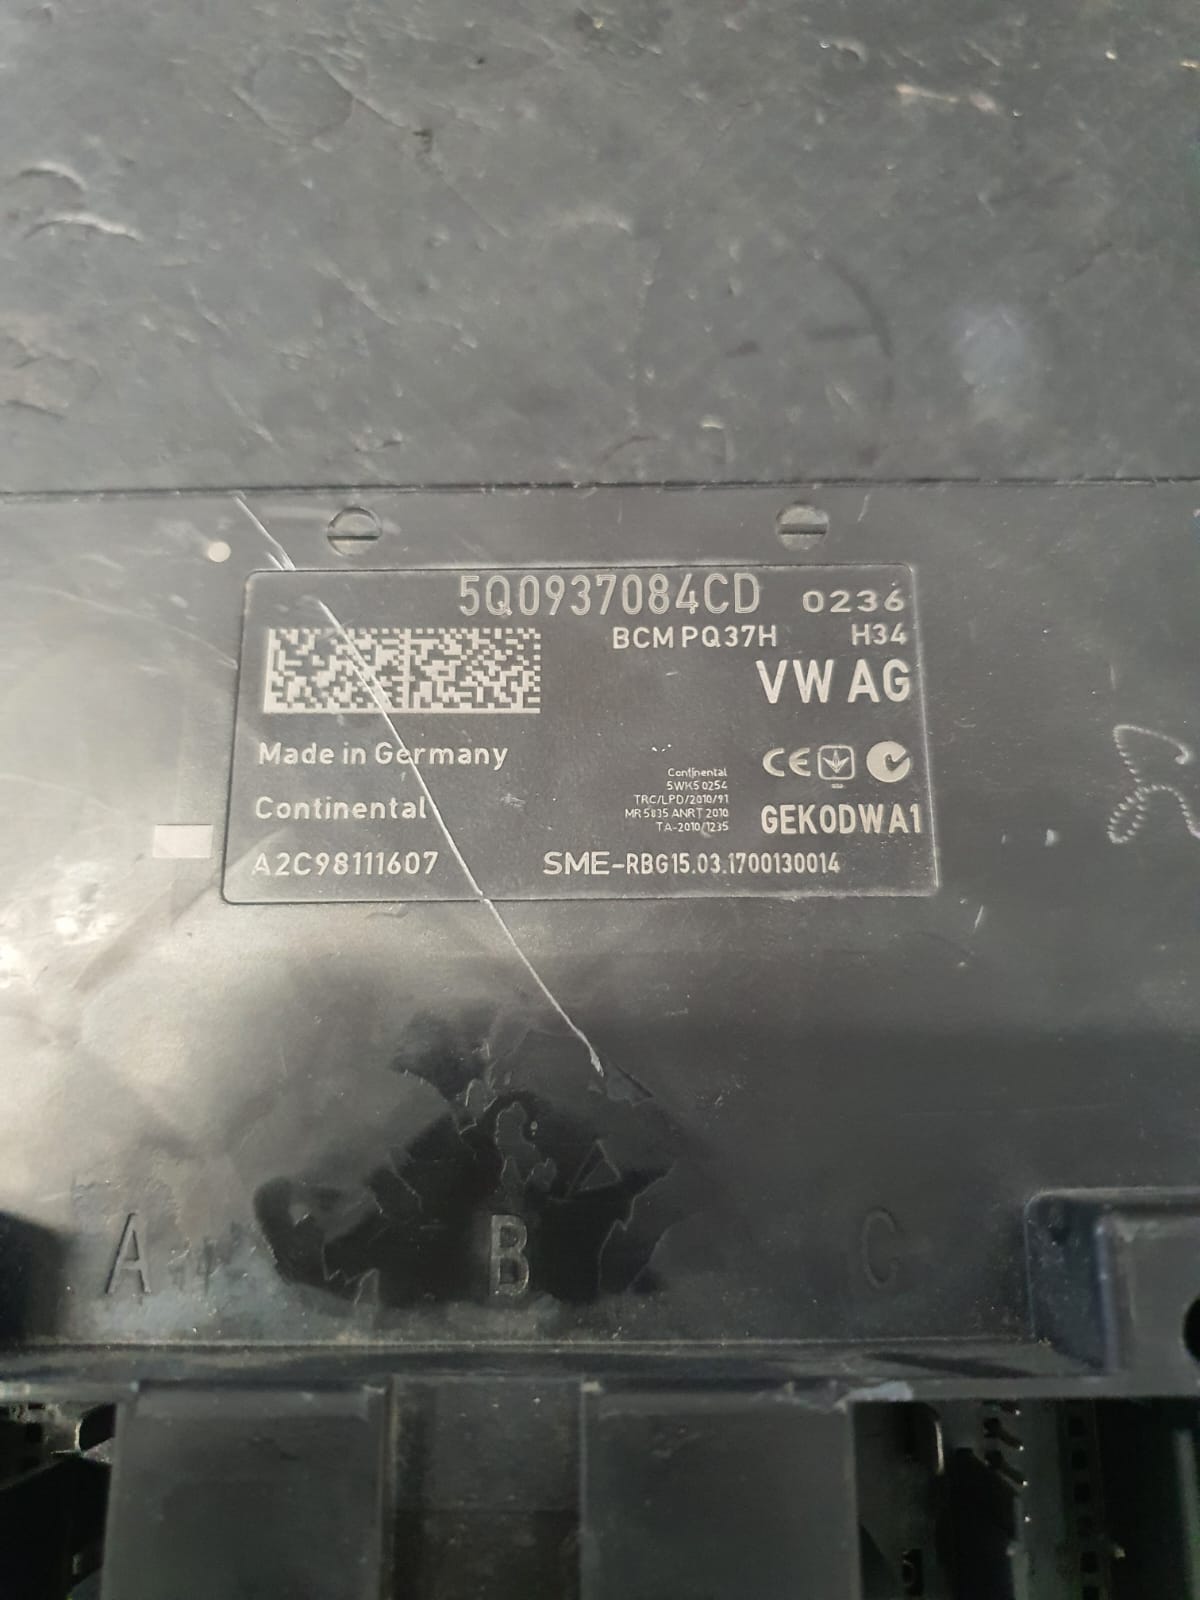 5Q0937084CD 0236
BCM PQ37H H34
VW AG
Made in Germany
Continental
5WK5 0254
TRC/LPD/2010/91
MR 5835 ANRT 2010
TA-2010/1235
CE
Continental
GEK0DWA1
A2C98111607 SME-RBG15.03.1700130014
A B C